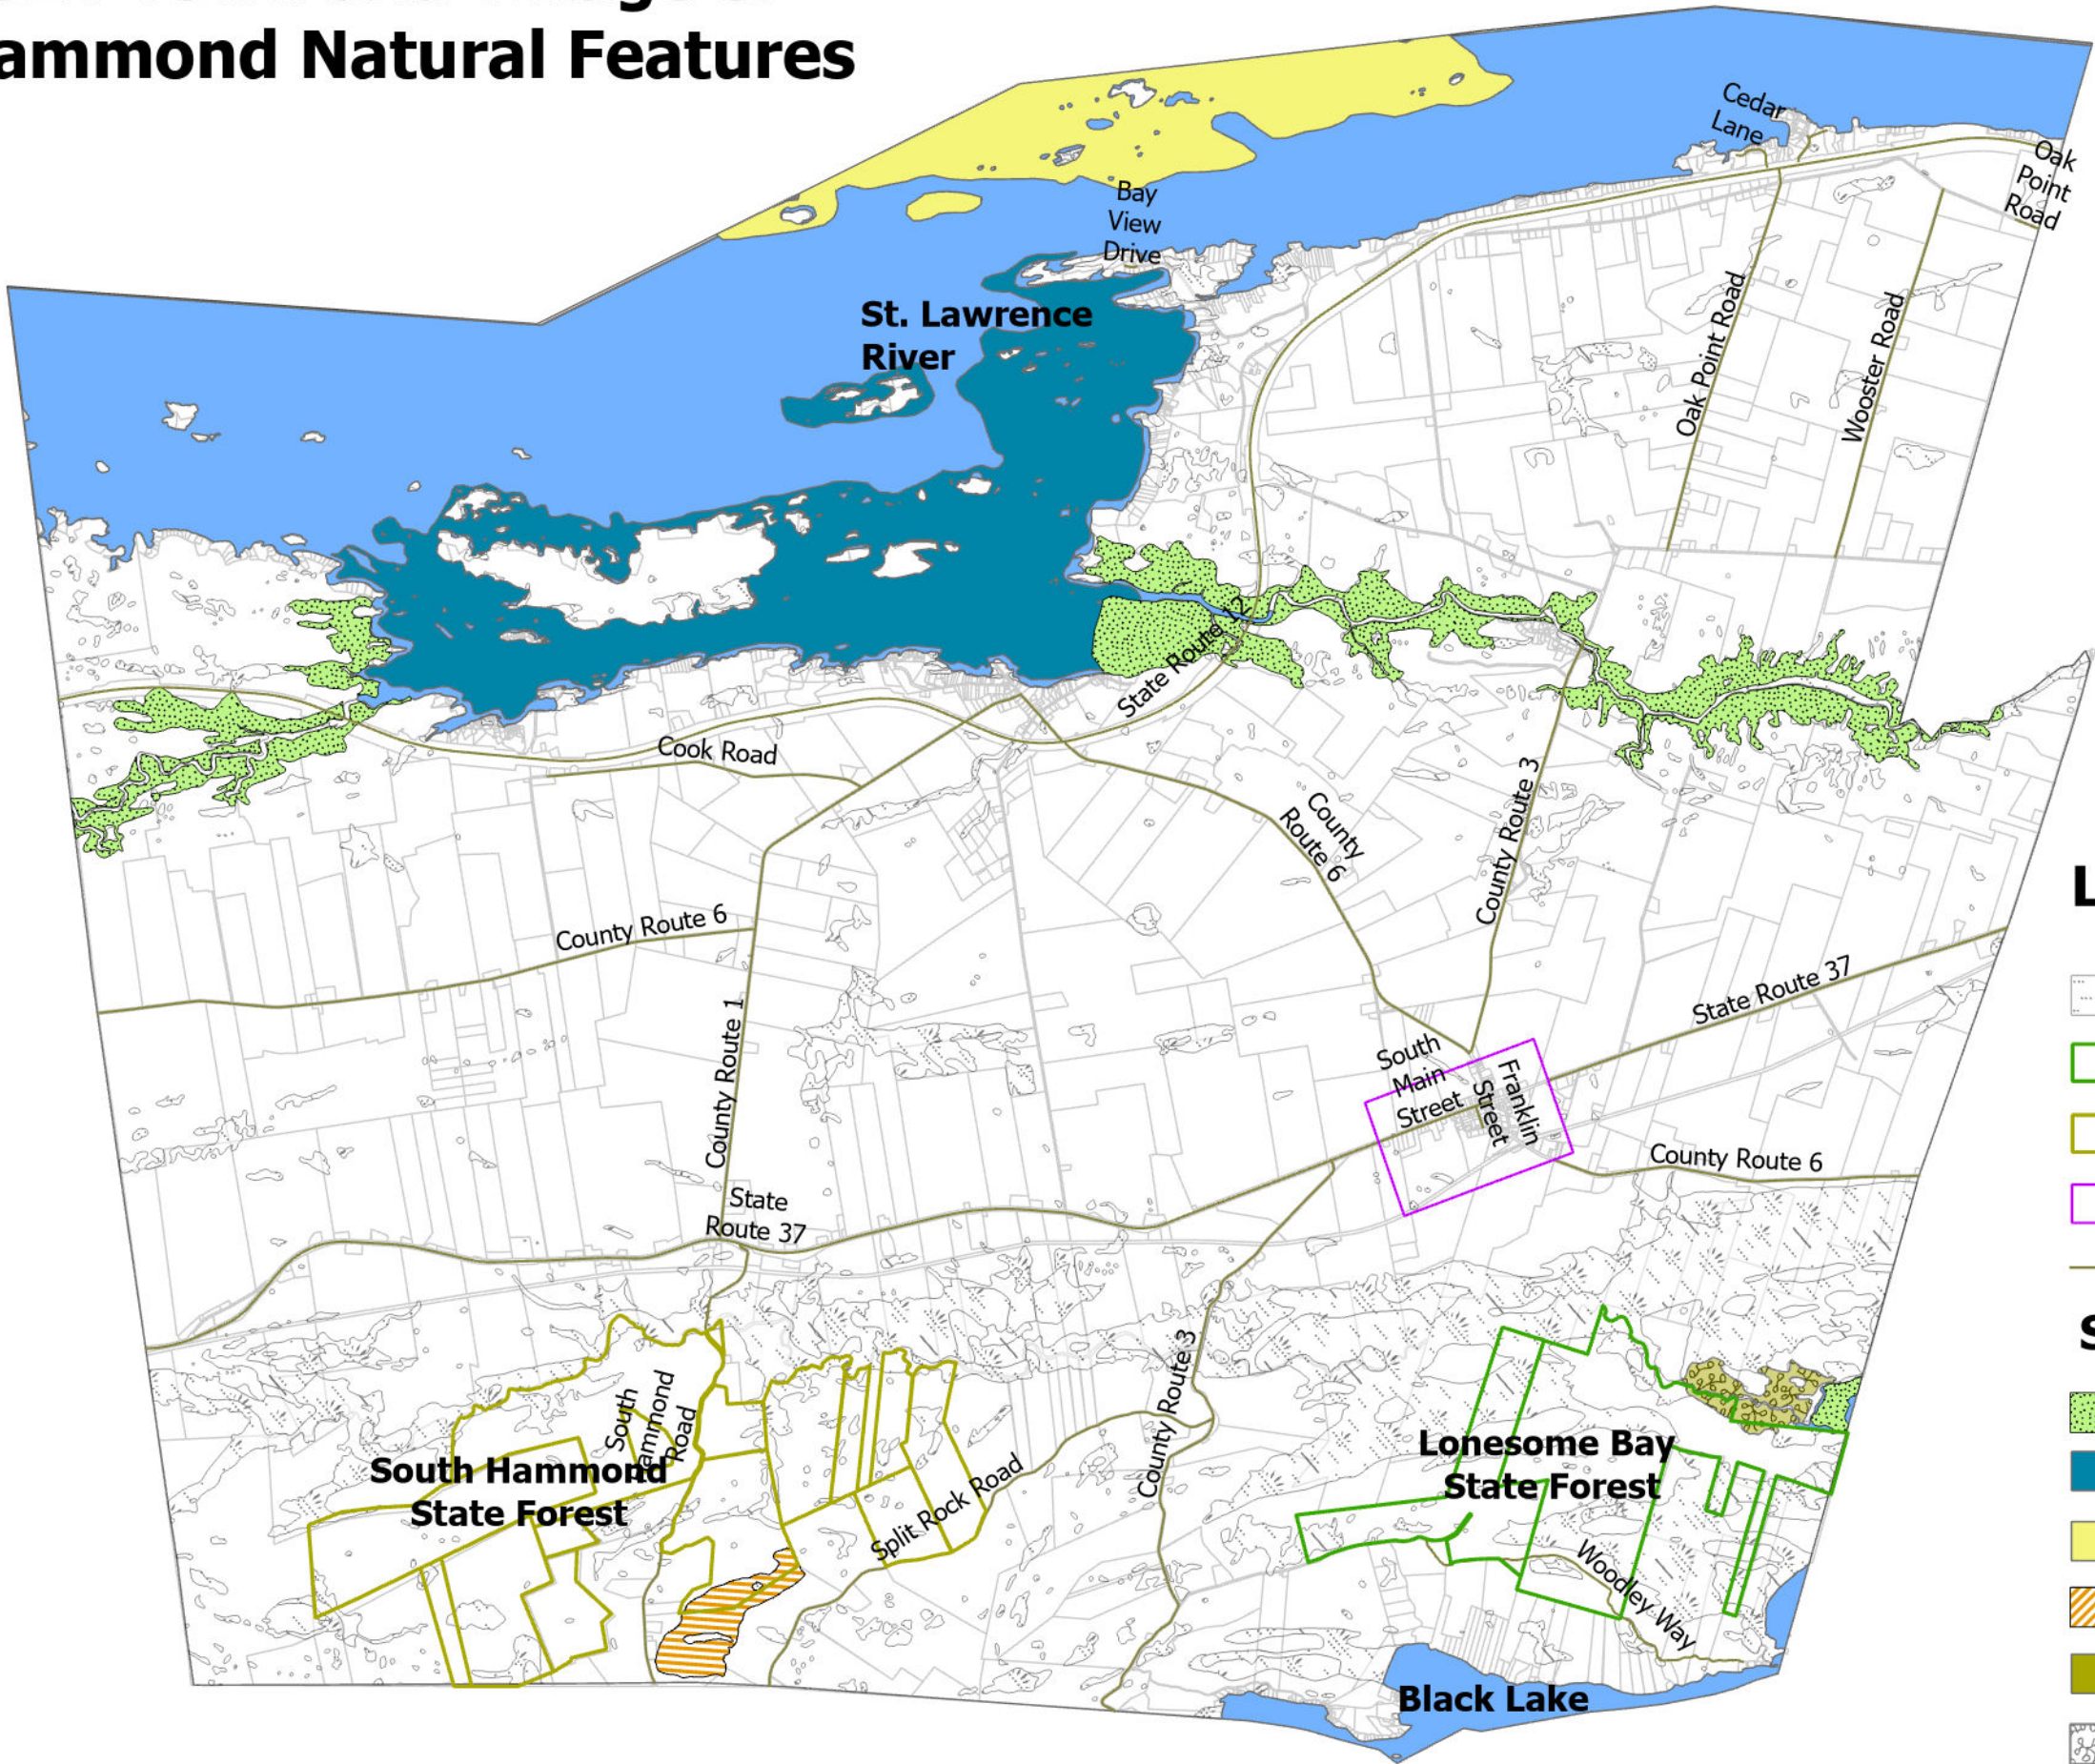 ammond Natural Features
Cedar
Lane
Oak
Point
Road
Bay
View
Drive
St. Lawrence
River
Oak Point Road
Wooster Road
State Route 12
Cook Road
County
Route 6
County Route 3
County Route 6
State Route 37
County Route 1
South
Main
Street
Franklin
Street
County Route 6
State
Route 37
County Route 3
South
Hammond
Road
South Hammond
State Forest
Lonesome Bay
State Forest
Split Rock Road
Woodley Way
Black Lake
L
S